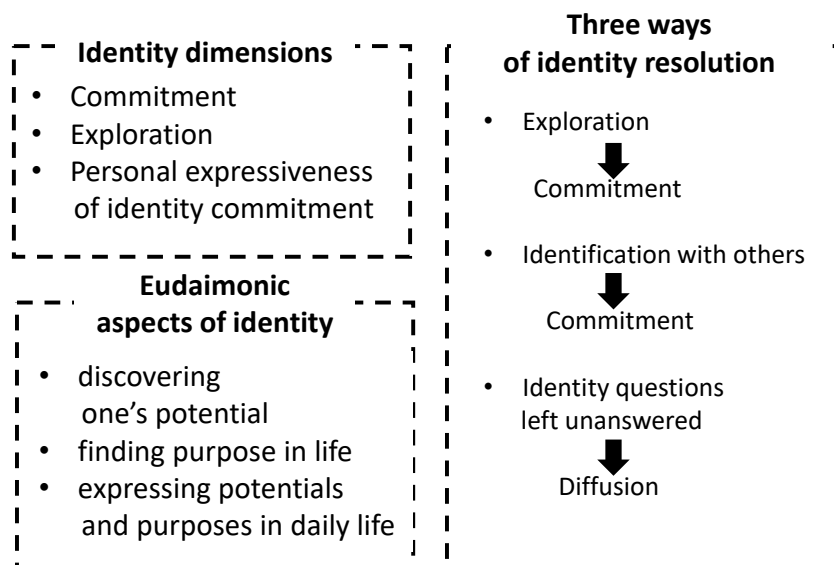 Identity dimensions
• Commitment
• Exploration
• Personal expressiveness
of identity commitment
Eudaimonic
aspects of identity
• discovering
one's potential
• finding purpose in life
• expressing potentials
and purposes in daily life
Three ways
of identity resolution
• Exploration
Commitment
• Identification with others
Commitment
• Identity questions
left unanswered
Diffusion